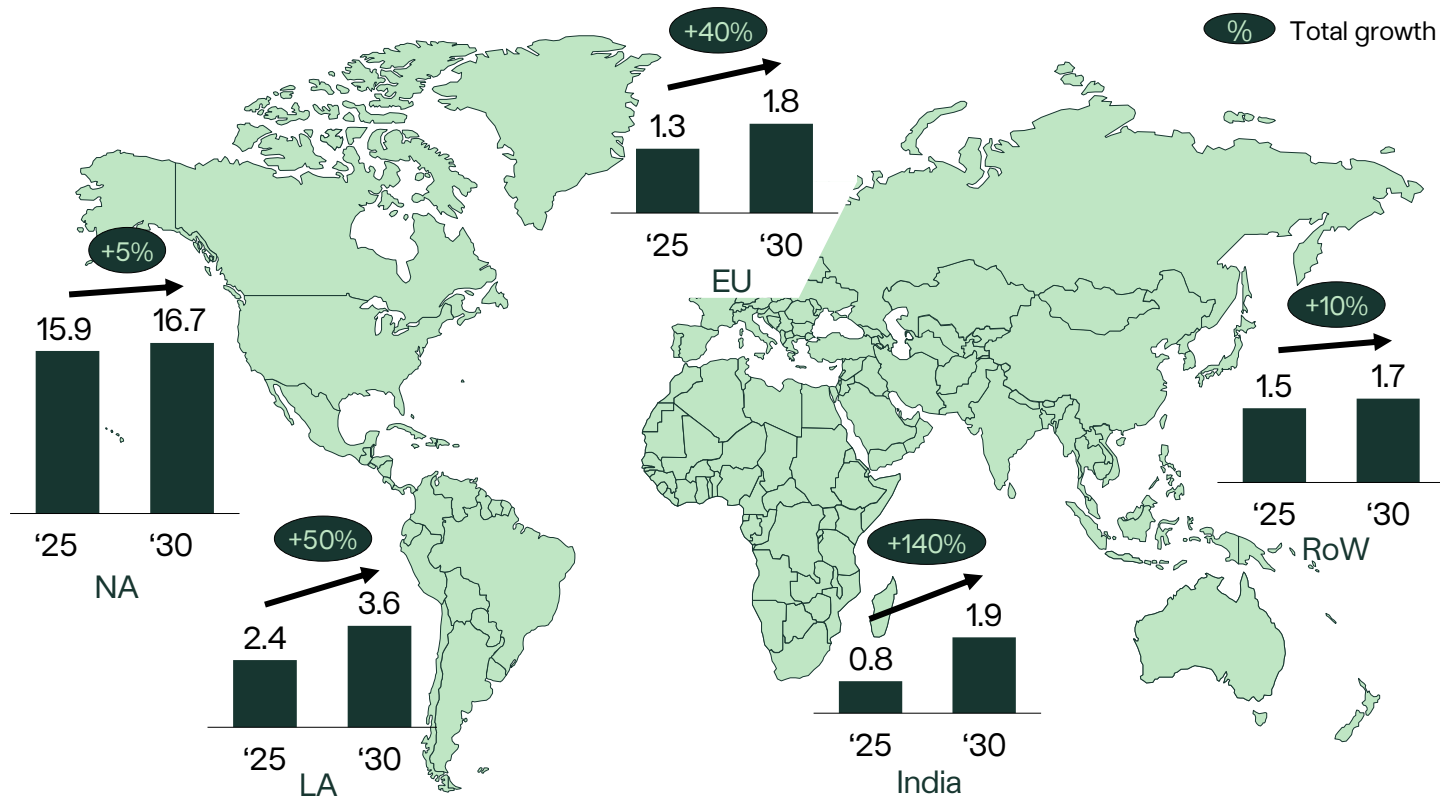 % Total growth
+40%
1.3 1.8
‘25 ‘30
EU
+5%
15.9 16.7
‘25 ‘30
NA
+10%
1.5 1.7
‘25 ‘30
RoW
+50%
2.4 3.6
‘25 ‘30
LA
+140%
0.8 1.9
‘25 ‘30
India